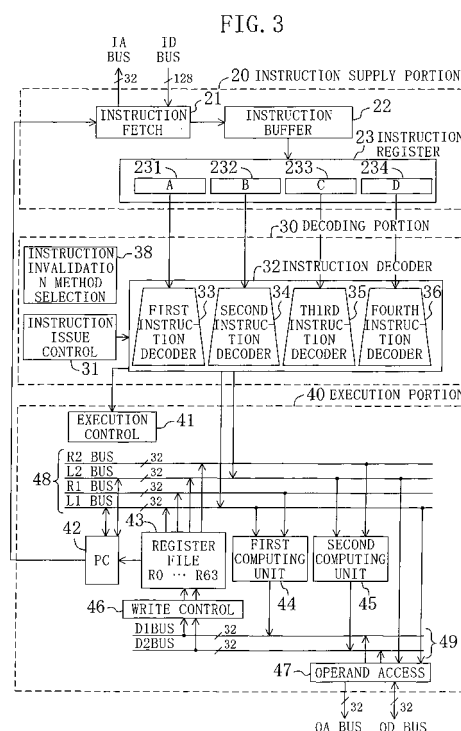 FIG. 3
IA BUS
ID BUS
32
128
20 INSTRUCTION SUPPLY PORTION
21
INSTRUCTION FETCH
22
INSTRUCTION BUFFER
23 INSTRUCTION REGISTER
231
232
233
234
A
B
C
D
30 DECODING PORTION
38
INSTRUCTION INVALIDATIO
N METHOD SELECTION
32 INSTRUCTION DECODER
33
34
35
36
FIRST INSTRUC TION DECODER
SECOND INSTRUC TION DECODER
THIRD INSTRUC TION DECODER
FOURTH INSTRUC TION DECODER
INSTRUCTION ISSUE CONTROL
31
40 EXECUTION PORTION
EXECUTION CONTROL
41
48
R2 BUS 32
L2 BUS 32
R1 BUS 32
L1 BUS 32
42
PC
43
REGISTER FILE
R0 ··· R63
FIRST COMPUTING UNIT
44
SECOND COMPUTING UNIT
45
46
WRITE CONTROL
D1BUS 32
D2BUS 32
49
47
OPERAND ACCESS
32
32
OA BUS
OD BUS